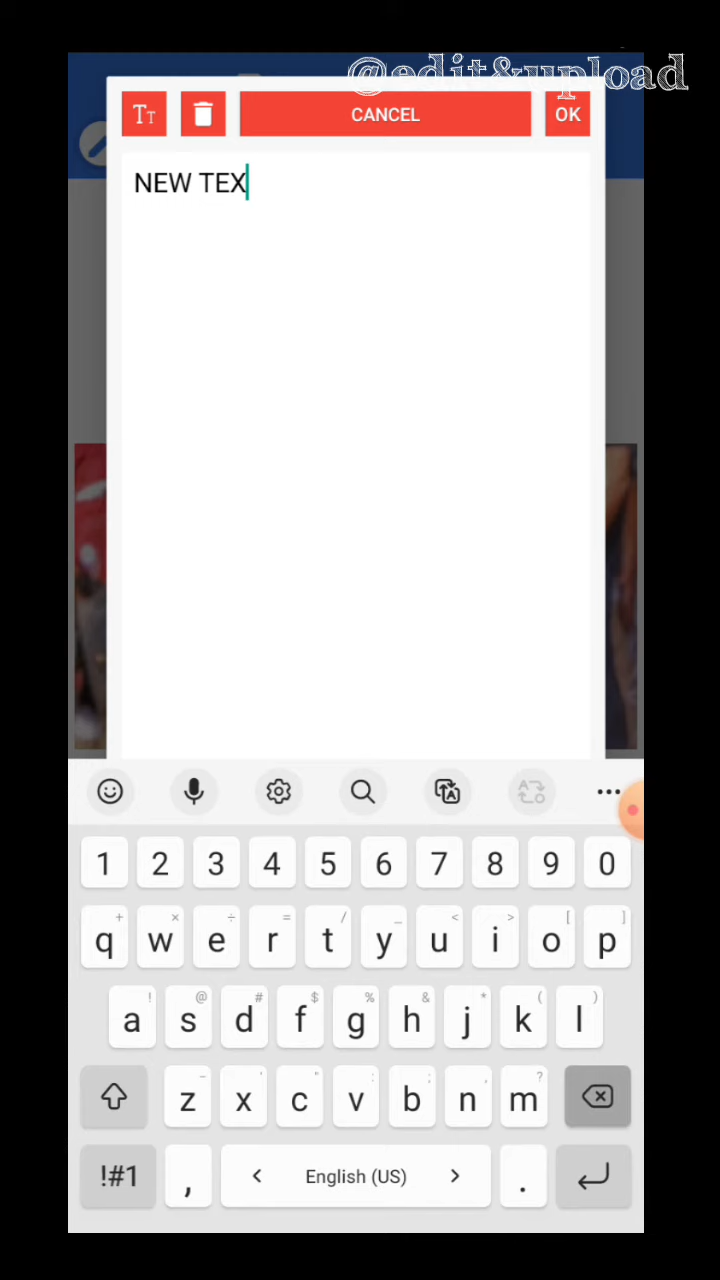 @edit&upload
TT CANCEL OK
NEW TEX
1 2 3 4 5 6 7 8 9 0
+ × ÷ = / _ < > [ ]
q w e r t y u i o p
! @ # $ % & * ( )
a s d f g h j k l
- ' " : ; , ?
z x c v b n m
!#1 , < English (US) > .